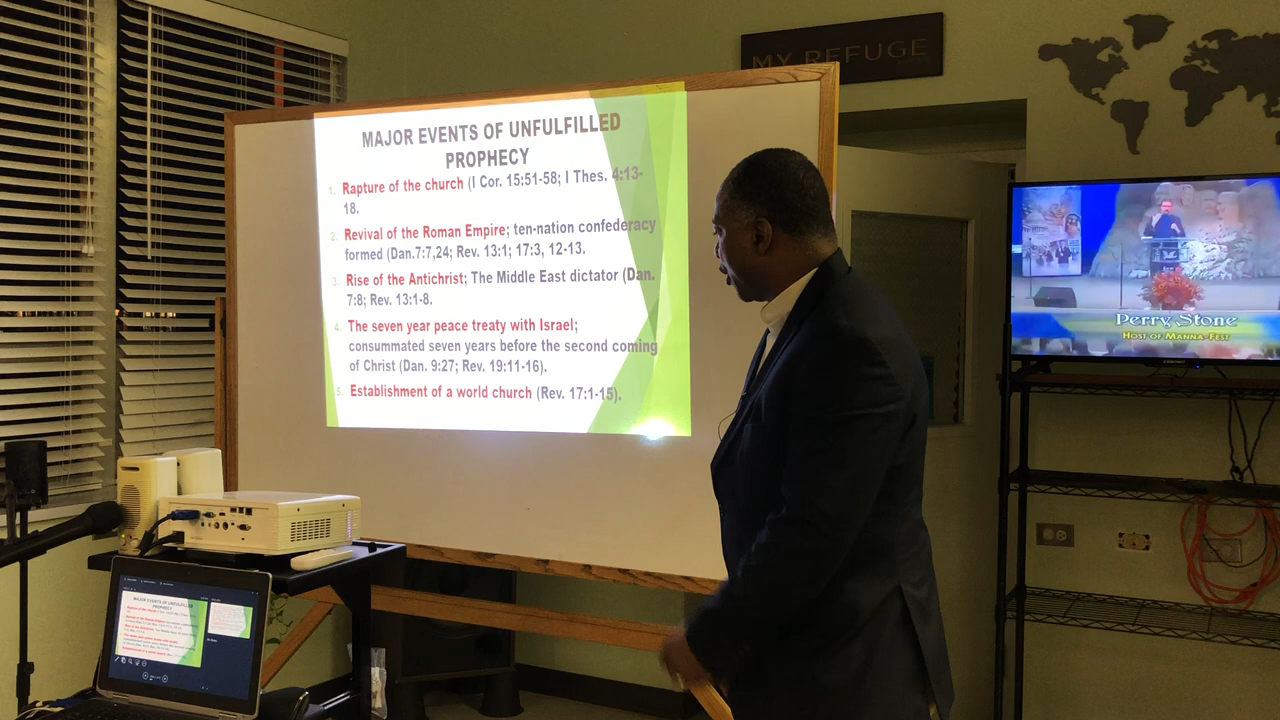 MY REFUGE
MAJOR EVENTS OF UNFULFILLED
PROPHECY
1. Rapture of the church (I Cor. 15:51-58; I Thes. 4:13-
18.
2. Revival of the Roman Empire; ten-nation confederacy
formed (Dan.7:7,24; Rev. 13:1; 17:3, 12-13.
3. Rise of the Antichrist; The Middle East dictator (Dan.
7:8; Rev. 13:1-8.
4. The seven year peace treaty with Israel;
consummated seven years before the second coming
of Christ (Dan. 9:27; Rev. 19:11-16).
5. Establishment of a world church (Rev. 17:1-15).
Perry Stone
HOST OF MANNA-FEST
MAJOR EVENTS OF UNFULFILLED
PROPHECY